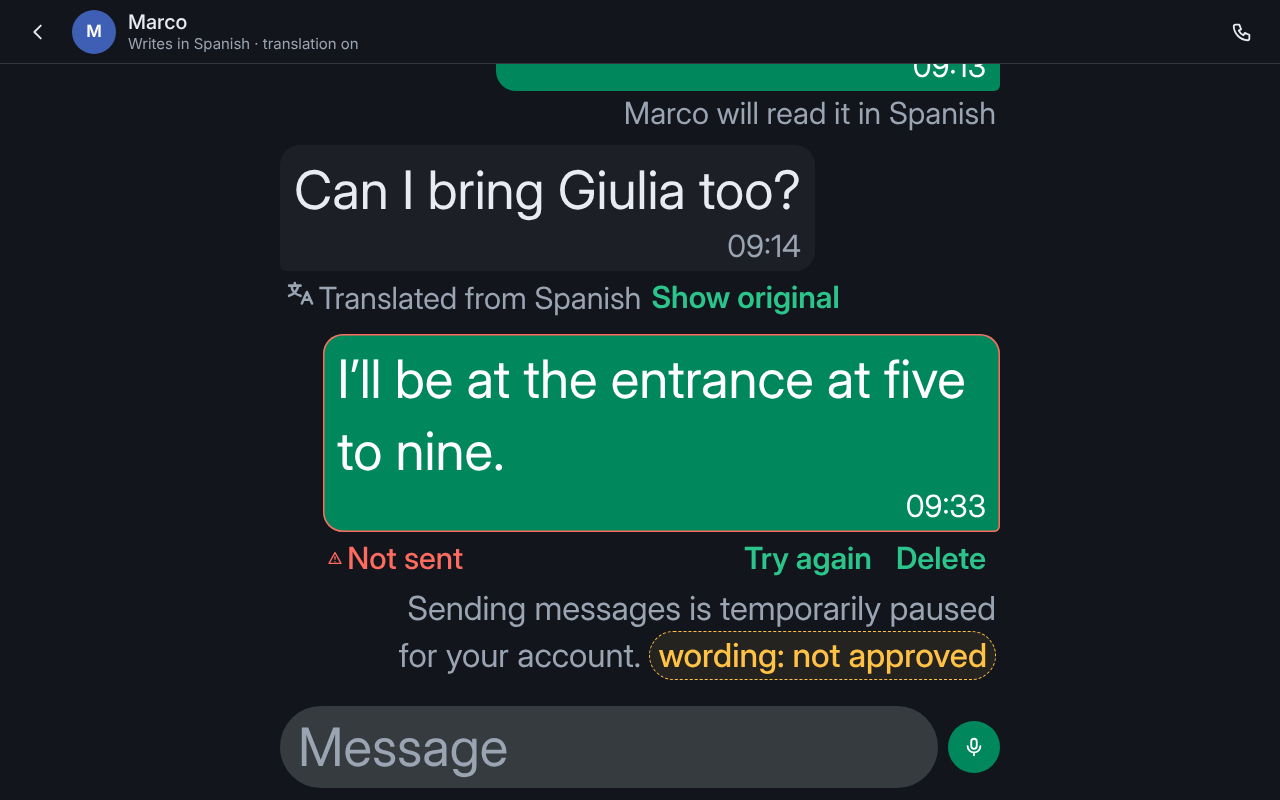 M
Marco
Writes in Spanish · translation on
09:13
Marco will read it in Spanish
Can I bring Giulia too?
09:14
Translated from Spanish Show original
I’ll be at the entrance at five
to nine.
09:33
Not sent Try again Delete
Sending messages is temporarily paused
for your account. wording: not approved
Message